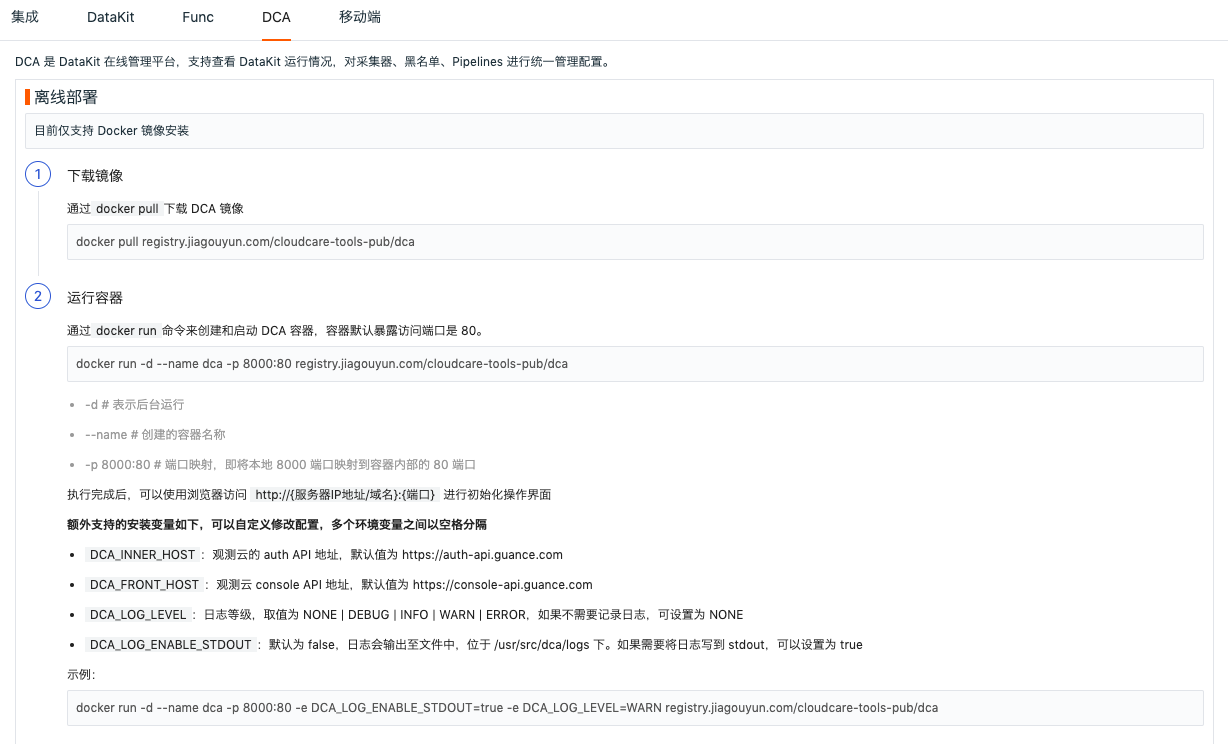 集成 DataKit Func DCA 移动端
DCA 是 DataKit 在线管理平台，支持查看 DataKit 运行情况，对采集器、黑名单、Pipelines 进行统一管理配置。
离线部署
目前仅支持 Docker 镜像安装
1 下载镜像
通过 docker pull 下载 DCA 镜像
docker pull registry.jiagouyun.com/cloudcare-tools-pub/dca
2 运行容器
通过 docker run 命令来创建和启动 DCA 容器，容器默认暴露访问端口是 80。
docker run -d --name dca -p 8000:80 registry.jiagouyun.com/cloudcare-tools-pub/dca
• -d # 表示后台运行
• --name # 创建的容器名称
• -p 8000:80 # 端口映射，即将本地 8000 端口映射到容器内部的 80 端口
执行完成后，可以使用浏览器访问 http://{服务器IP地址/域名}:{端口} 进行初始化操作界面
额外支持的安装变量如下，可以自定义修改配置，多个环境变量之间以空格分隔
• DCA_INNER_HOST ：观测云的 auth API 地址，默认值为 https://auth-api.guance.com
• DCA_FRONT_HOST ：观测云 console API 地址，默认值为 https://console-api.guance.com
• DCA_LOG_LEVEL ：日志等级，取值为 NONE | DEBUG | INFO | WARN | ERROR，如果不需要记录日志，可设置为 NONE
• DCA_LOG_ENABLE_STDOUT ：默认为 false，日志会输出至文件中，位于 /usr/src/dca/logs 下。如果需要将日志写到 stdout，可以设置为 true
示例：
docker run -d --name dca -p 8000:80 -e DCA_LOG_ENABLE_STDOUT=true -e DCA_LOG_LEVEL=WARN registry.jiagouyun.com/cloudcare-tools-pub/dca